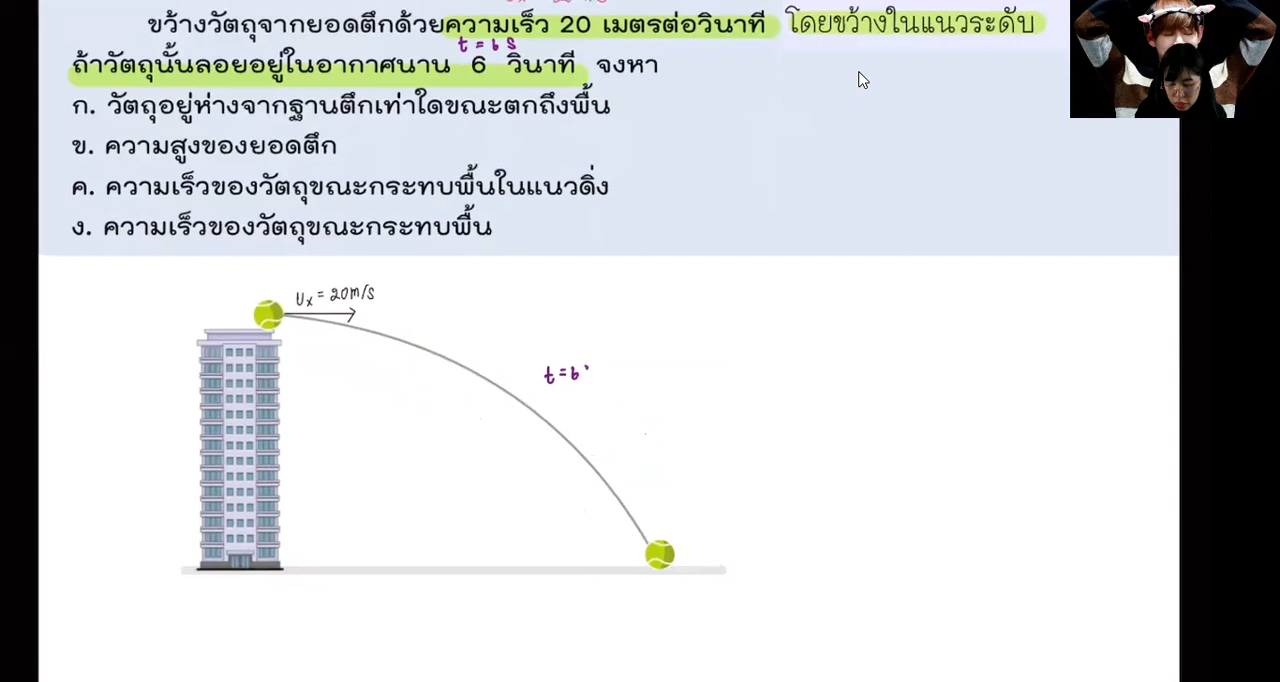 ขว้างวัตถุจากยอดตึกด้วยความเร็ว 20 เมตรต่อวินาที โดยขว้างในแนวระดับ
t = 6 s
ถ้าวัตถุนั้นลอยอยู่ในอากาศนาน 6 วินาที จงหา
ก. วัตถุอยู่ห่างจากฐานตึกเท่าใดขณะตกถึงพื้น
ข. ความสูงของยอดตึก
ค. ความเร็วของวัตถุขณะกระทบพื้นในแนวดิ่ง
ง. ความเร็วของวัตถุขณะกระทบพื้น
Ux = 20m/s
t = 6